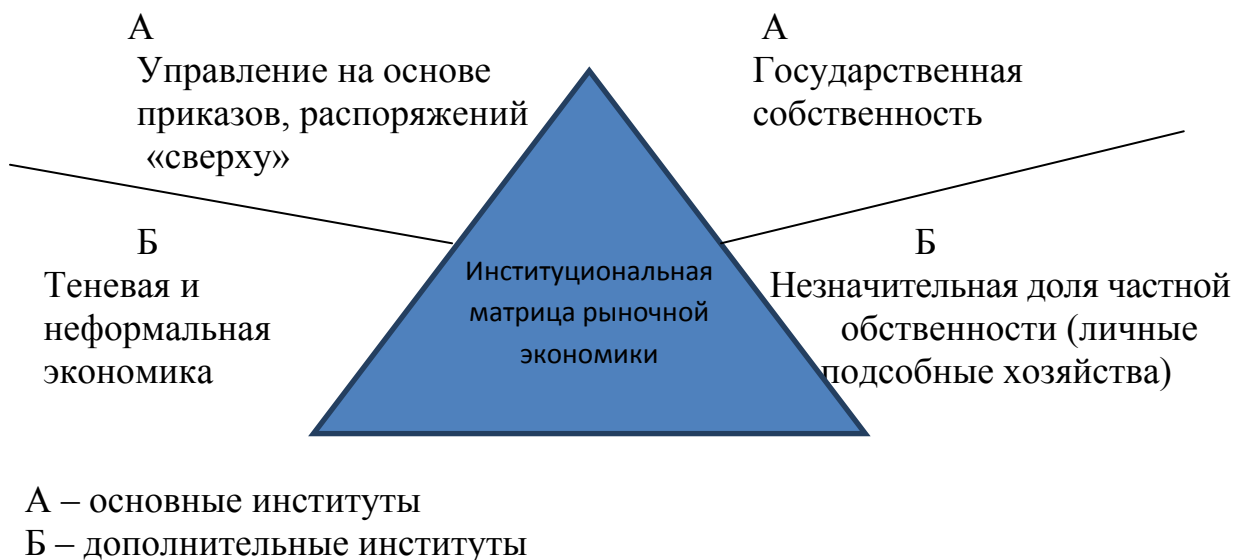 А
Управление на основе
приказов, распоряжений
«сверху»
А
Государственная
собственность
Б
Теневая и
неформальная
экономика
Институциональная
матрица рыночной
экономики
Б
Незначительная доля частной
обственности (личные
подсобные хозяйства)
А – основные институты
Б – дополнительные институты